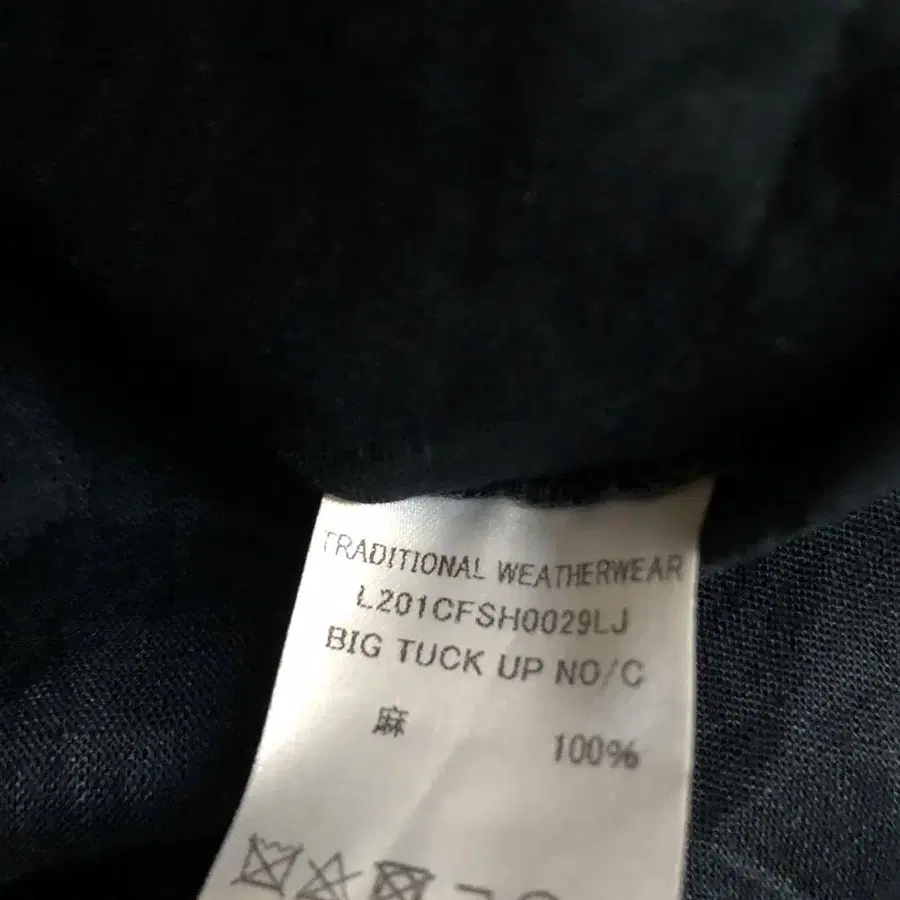 TRADITIONAL WEATHERWEAR
L201CFSH0029LJ
BIG TUCK UP NO/C
麻 100%